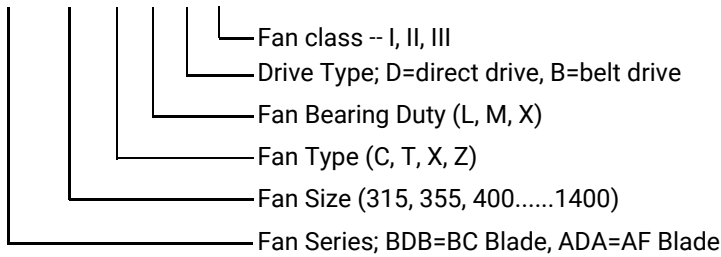 Fan class -- I, II, III
Drive Type; D=direct drive, B=belt drive
Fan Bearing Duty (L, M, X)
Fan Type (C, T, X, Z)
Fan Size (315, 355, 400......1400)
Fan Series; BDB=BC Blade, ADA=AF Blade